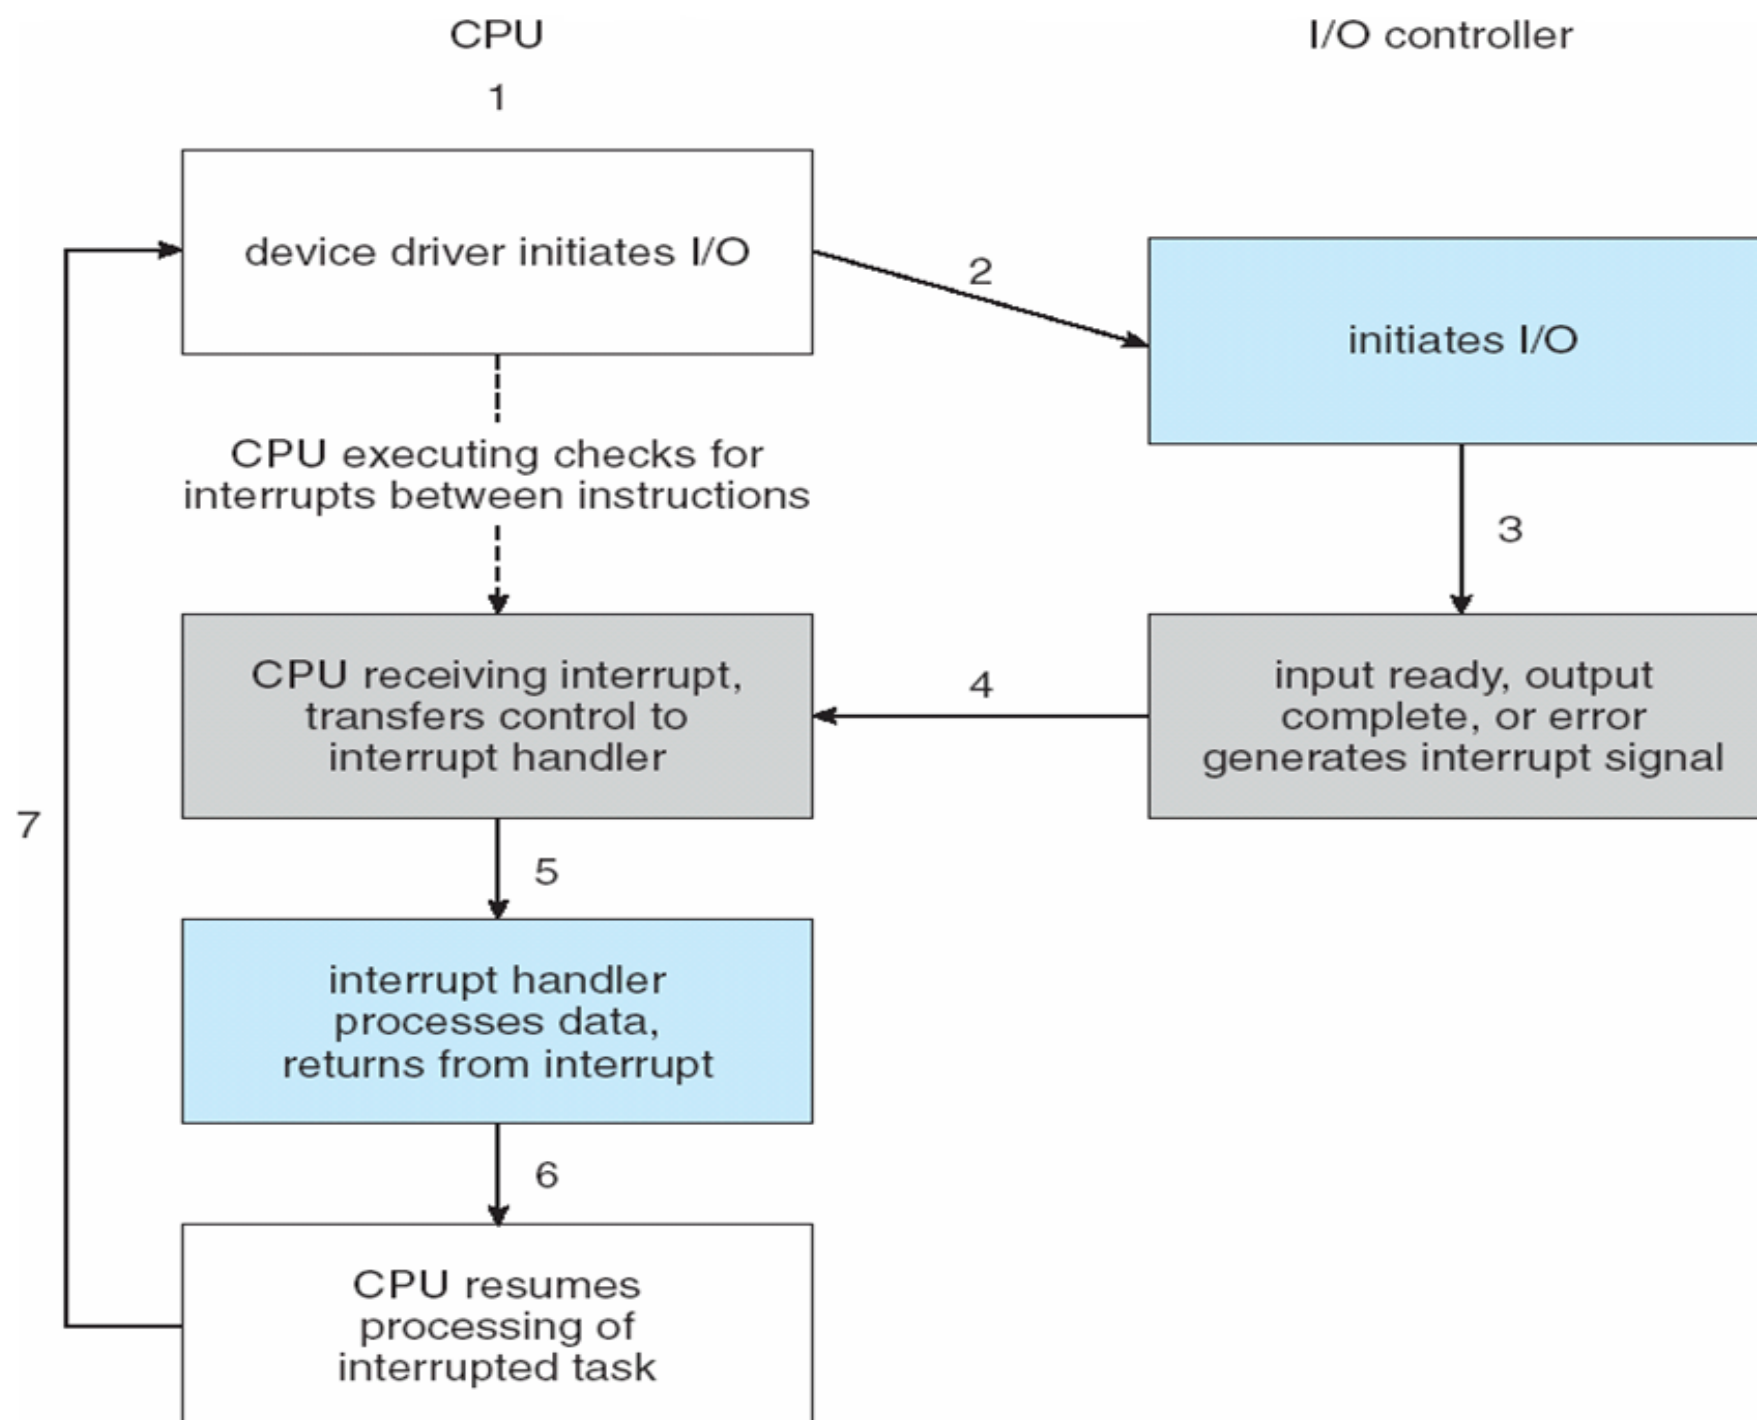 CPU
I/O controller
1
device driver initiates I/O
2
initiates I/O
CPU executing checks for
interrupts between instructions
3
CPU receiving interrupt,
transfers control to
interrupt handler
4
input ready, output
complete, or error
generates interrupt signal
7
5
interrupt handler
processes data,
returns from interrupt
6
CPU resumes
processing of
interrupted task